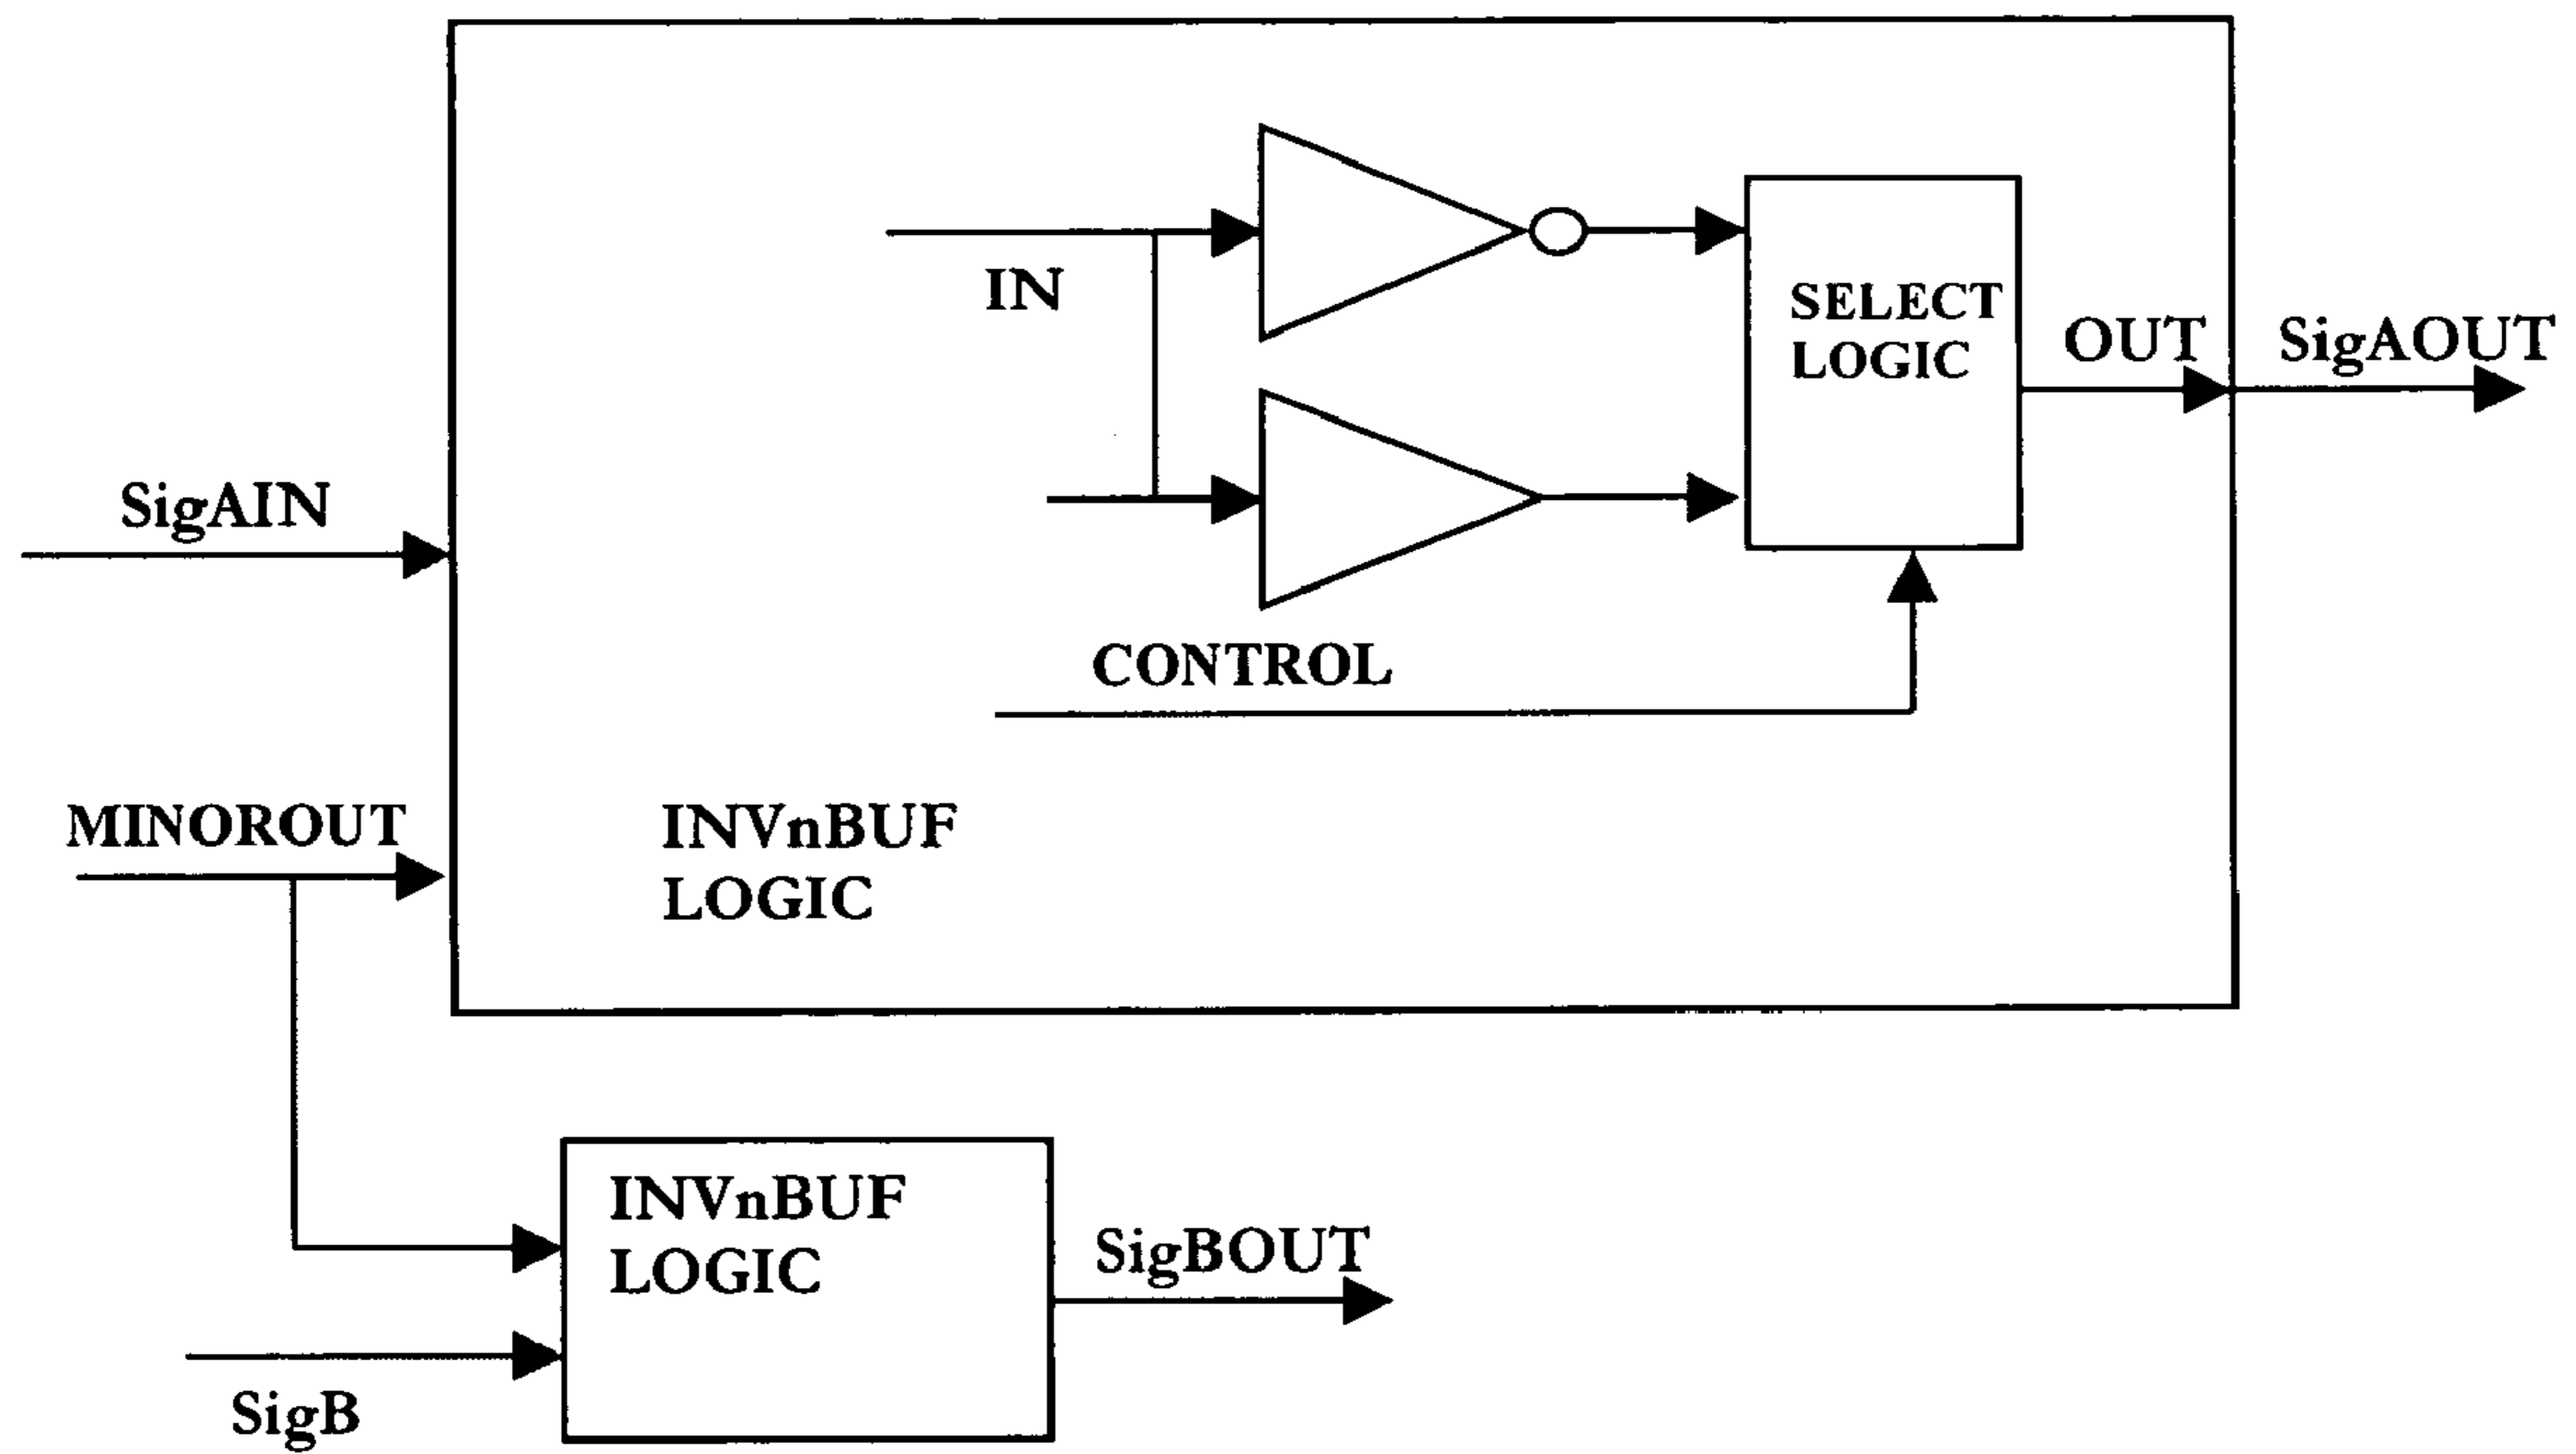 IN
SELECT
LOGIC
OUT
SigAOUT
SigAIN
CONTROL
MINOROUT
INVnBUF
LOGIC
INVnBUF
LOGIC
SigBOUT
SigB